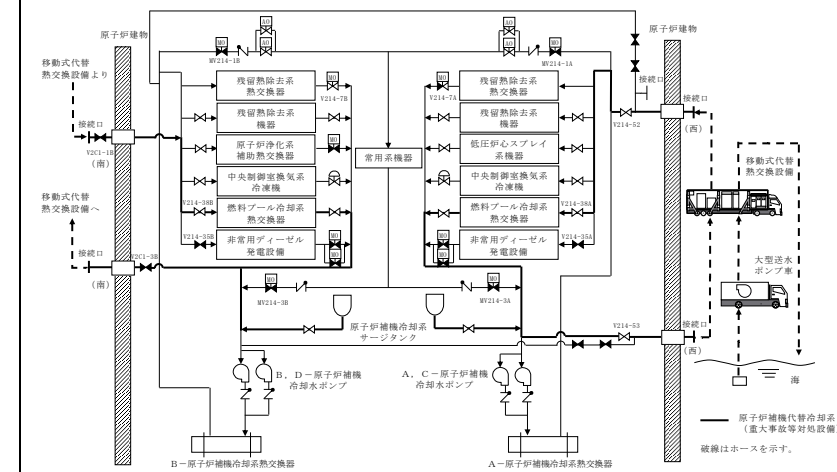 原子炉建物
原子炉建物
移動式代替
熱交換設備より
接続口
V2C1-1B
(南)
移動式代替
熱交換設備へ
接続口
V2C1-3B
(南)
AO
AO
MO
MV214-1B
AO
AO
MO
MV214-1A
残留熱除去系
熱交換器
MO
V214-7B
残留熱除去系
機器
原子炉浄化系
補助熱交換器
MO
中央制御室換気系
冷凍機
V214-38B
燃料プール冷却系
熱交換器
V214-35B
非常用ディーゼル
発電設備
MO
MO
常用系機器
MO
V214-7A
残留熱除去系
熱交換器
残留熱除去系
機器
低圧炉心スプレイ
系機器
中央制御室換気系
冷凍機
V214-38A
燃料プール冷却系
熱交換器
V214-35A
非常用ディーゼル
発電設備
MO
MO
接続口
V214-52
接続口
(西)
移動式代替
熱交換設備
大型送水
ポンプ車
MO
MV214-3B
MO
MV214-3A
原子炉補機冷却系
サージタンク
V214-53
接続口
(西)
海
B,D-原子炉補機
冷却水ポンプ
A,C-原子炉補機
冷却水ポンプ
B-原子炉補機冷却系熱交換器
A-原子炉補機冷却系熱交換器
原子炉補機代替冷却系
(重大事故等対処設備
破線はホースを示す。